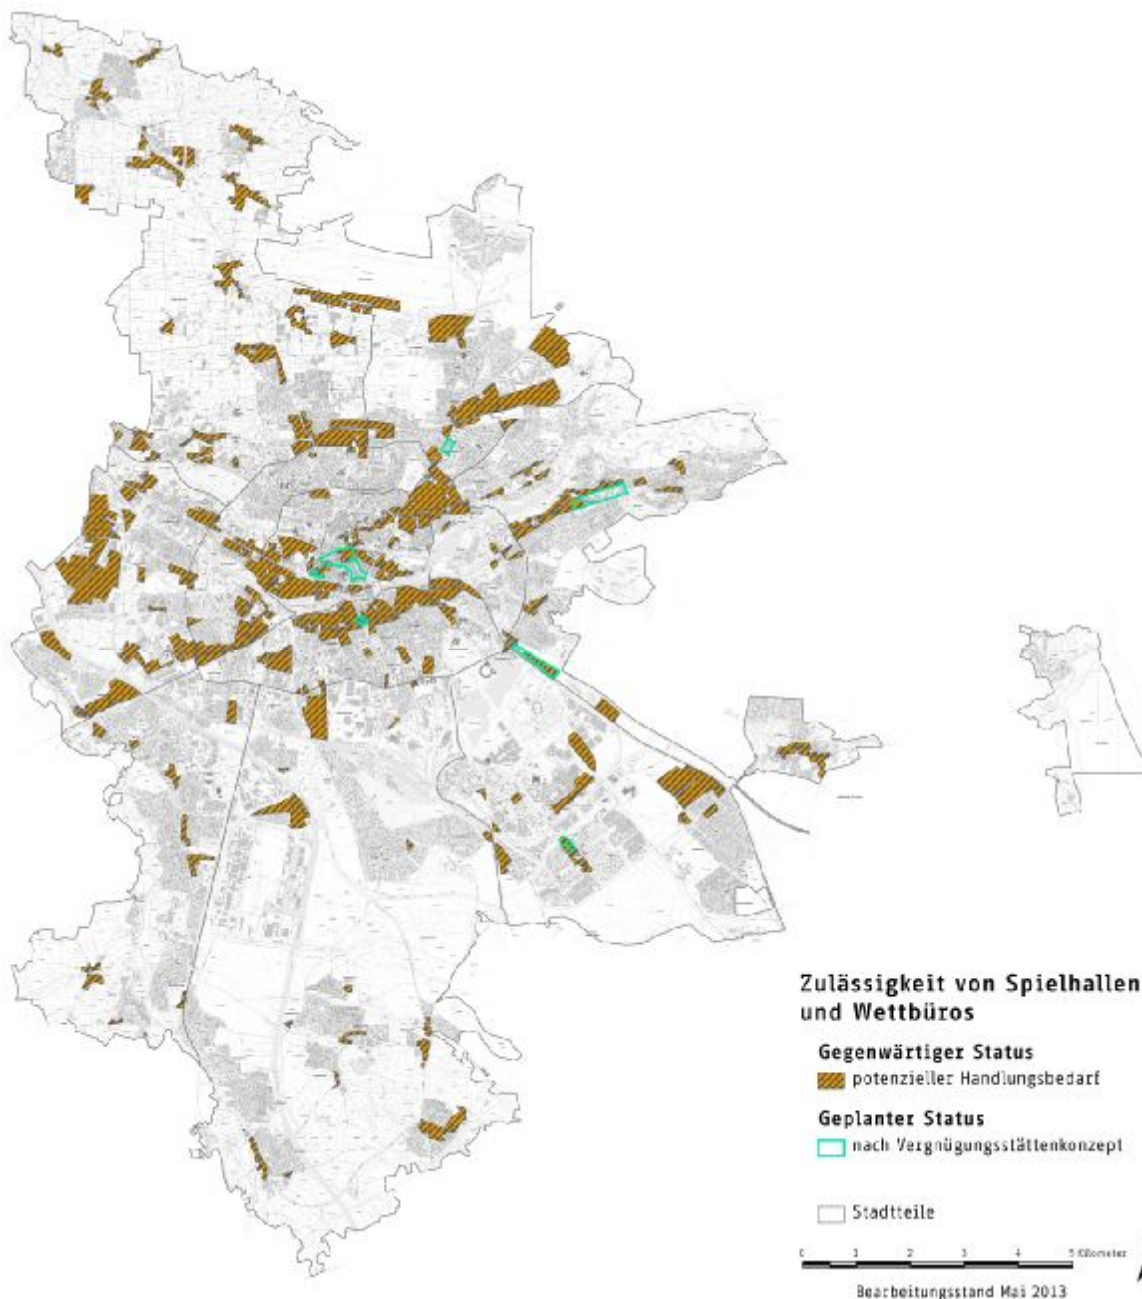 Zulässigkeit von Spielhallen
und Wettbüros
Gegenwärtiger Status
potenzieller Handlungsbedarf
Geplanter Status
nach Vergnügungsstättenkonzept
Stadtteile
0 1 2 3 4 5 Kilometer
Bearbeitungsstand Mai 2013